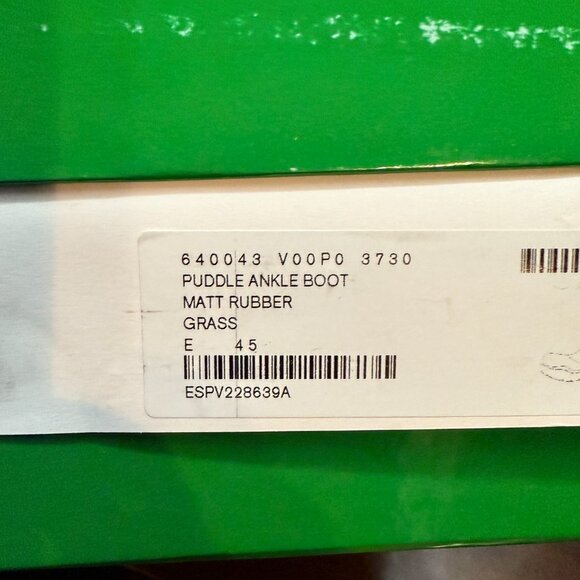 640043 V00P0 3730
PUDDLE ANKLE BOOT
MATT RUBBER
GRASS
E 45
ESPV228639A